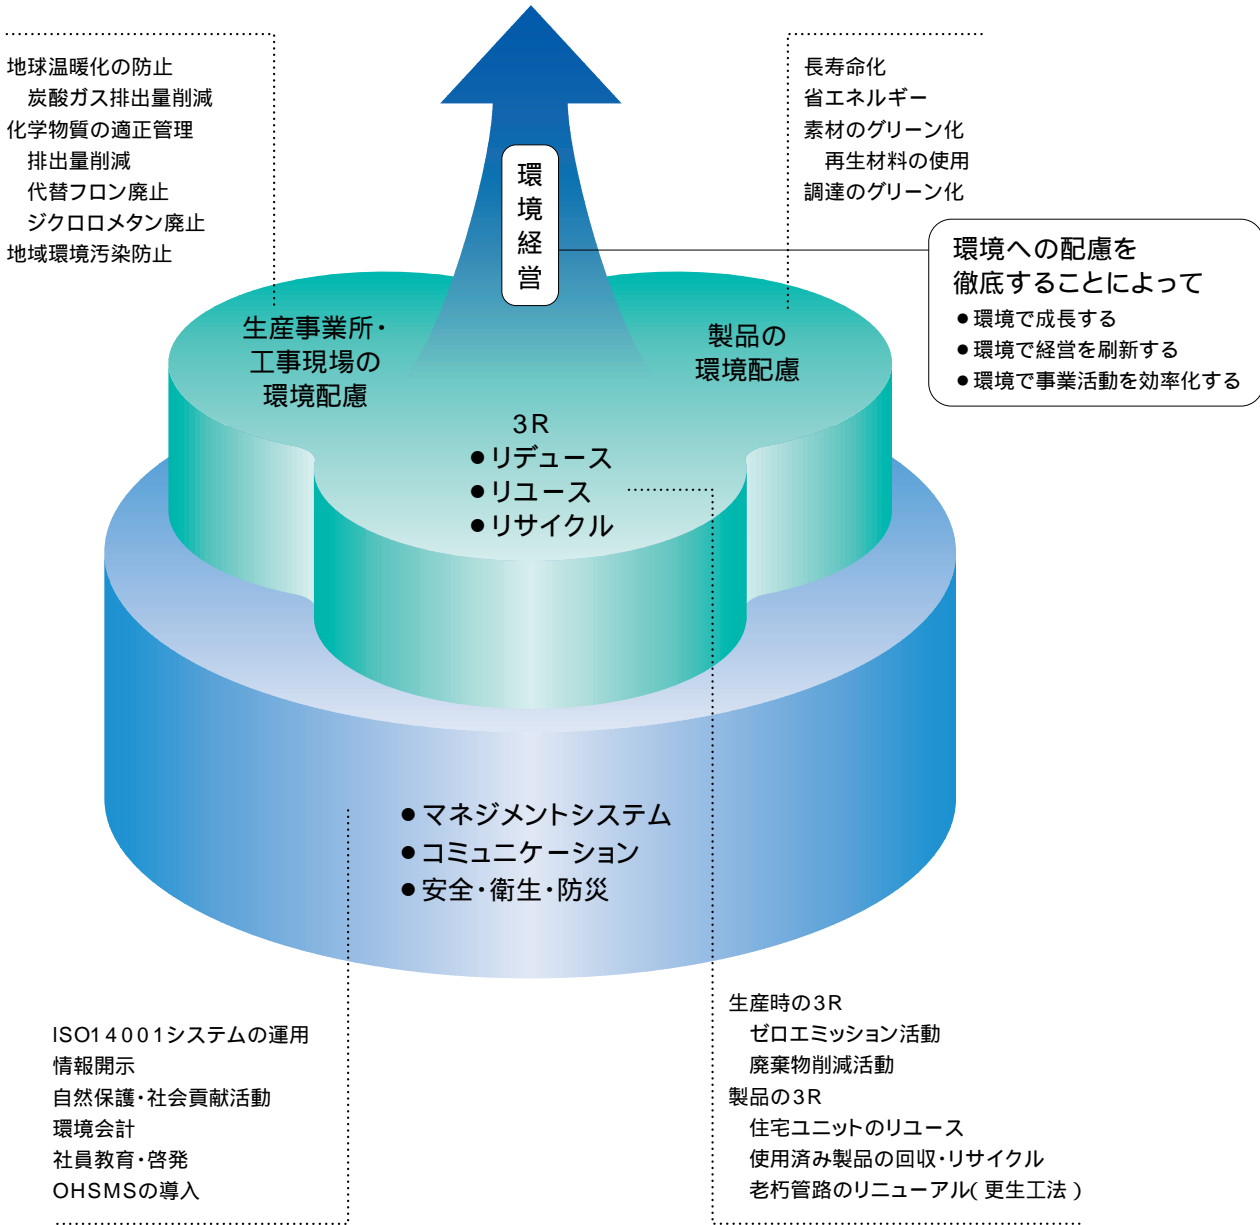 地球温暖化の防止
炭酸ガス排出量削減
化学物質の適正管理
排出量削減
代替フロン廃止
ジクロロメタン廃止
地域環境汚染防止
長寿命化
省エネルギー
素材のグリーン化
再生材料の使用
調達のグリーン化
環境経営
環境への配慮を
徹底することによって
●環境で成長する
●環境で経営を刷新する
●環境で事業活動を効率化する
生産事業所・
工事現場の
環境配慮
製品の
環境配慮
3R
●リデュース
●リユース
●リサイクル
●マネジメントシステム
●コミュニケーション
●安全・衛生・防災
ISO14001システムの運用
情報開示
自然保護・社会貢献活動
環境会計
社員教育・啓発
OHSMSの導入
生産時の3R
ゼロエミッション活動
廃棄物削減活動
製品の3R
住宅ユニットのリユース
使用済み製品の回収・リサイクル
老朽管路のリニューアル(更生工法)